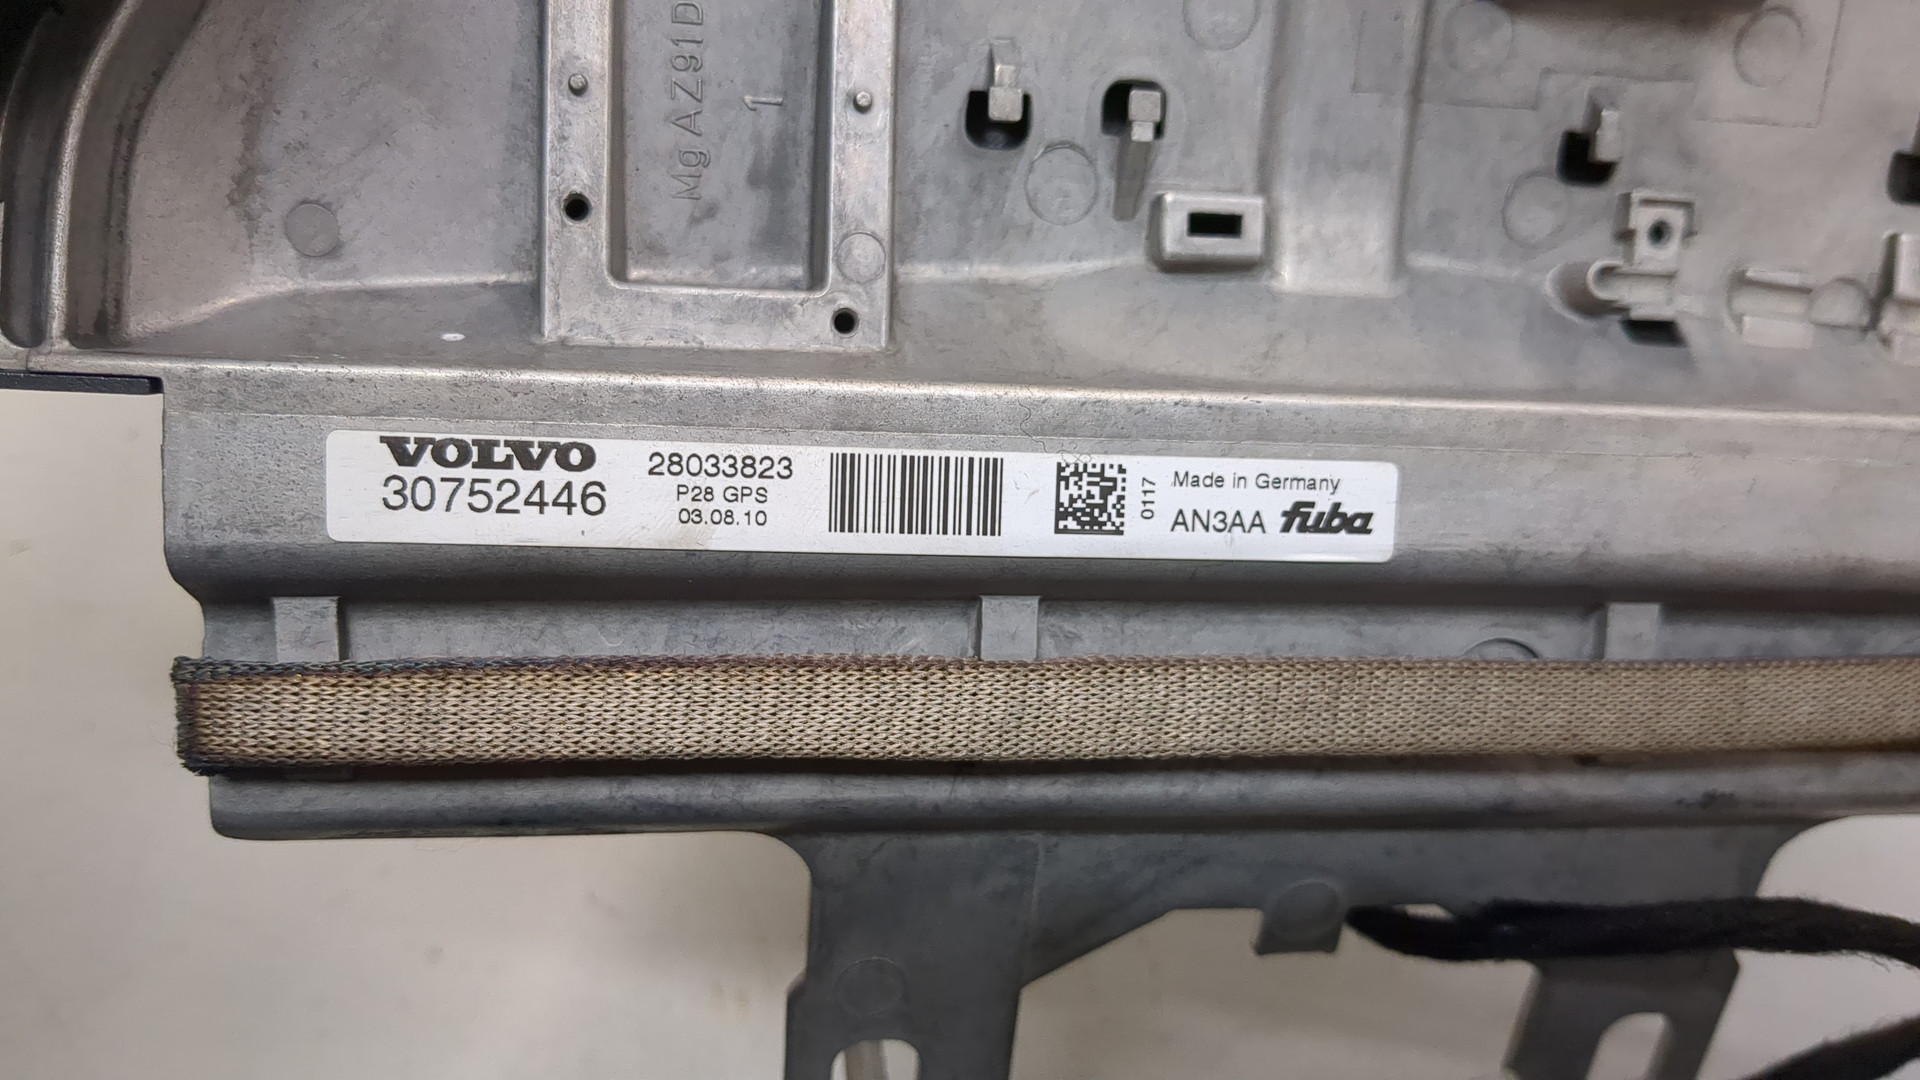 Mg AZ91D
1
VOLVO
30752446
28033823
P28 GPS
03.08.10
0117
Made in Germany
AN3AA fuba